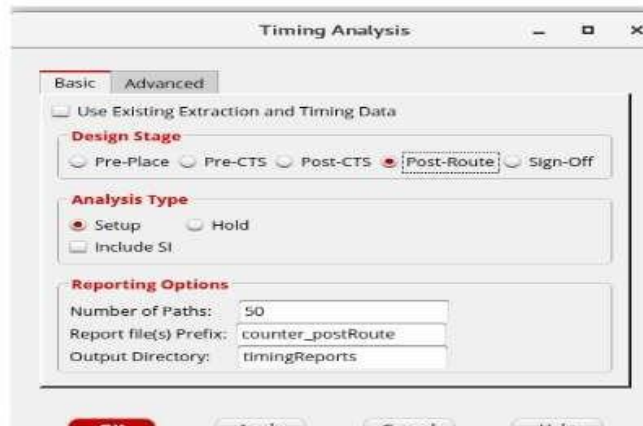 Timing Analysis
Basic Advanced
Use Existing Extraction and Timing Data
Design Stage
Pre-Place Pre-CTS Post-CTS Post-Route Sign-Off
Analysis Type
Setup Hold
Include SI
Reporting Options
Number of Paths: 50
Report file(s) Prefix: counter_postRoute
Output Directory: timingReports